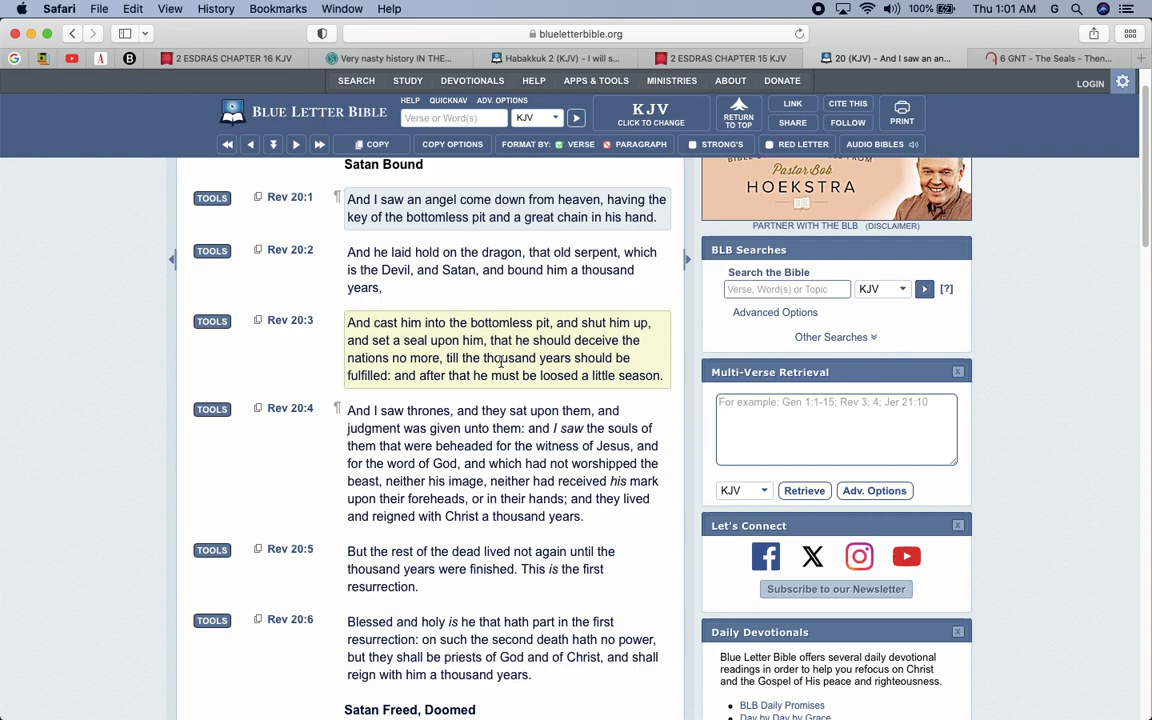 Safari File Edit View History Bookmarks Window Help 100% Thu 1:01 AM G
blueletterbible.org
2 ESDRAS CHAPTER 16 KJV
Very nasty history IN THE...
Habakkuk 2 (KJV) - I will s...
2 ESDRAS CHAPTER 15 KJV
20 (KJV) - And I saw an an...
6 GNT - The Seals - Then...
SEARCH STUDY DEVOTIONALS HELP APPS & TOOLS MINISTRIES ABOUT DONATE LOGIN
BLUE LETTER BIBLE
HELP QUICKNAV ADV. OPTIONS
Verse or Word(s) KJV
KJV
CLICK TO CHANGE
RETURN
TO TOP
LINK CITE THIS
SHARE FOLLOW
PRINT
COPY COPY OPTIONS FORMAT BY: VERSE PARAGRAPH STRONG'S RED LETTER AUDIO BIBLES
Satan Bound
TOOLS Rev 20:1 ¶ And I saw an angel come down from heaven, having the
key of the bottomless pit and a great chain in his hand.
TOOLS Rev 20:2 And he laid hold on the dragon, that old serpent, which
is the Devil, and Satan, and bound him a thousand
years,
TOOLS Rev 20:3 And cast him into the bottomless pit, and shut him up,
and set a seal upon him, that he should deceive the
nations no more, till the thousand years should be
fulfilled: and after that he must be loosed a little season.
TOOLS Rev 20:4 ¶ And I saw thrones, and they sat upon them, and
judgment was given unto them: and I saw the souls of
them that were beheaded for the witness of Jesus, and
for the word of God, and which had not worshipped the
beast, neither his image, neither had received his mark
upon their foreheads, or in their hands; and they lived
and reigned with Christ a thousand years.
TOOLS Rev 20:5 But the rest of the dead lived not again until the
thousand years were finished. This is the first
resurrection.
TOOLS Rev 20:6 Blessed and holy is he that hath part in the first
resurrection: on such the second death hath no power,
but they shall be priests of God and of Christ, and shall
reign with him a thousand years.
Satan Freed, Doomed
Pastor Bob
HOEKSTRA
PARTNER WITH THE BLB (DISCLAIMER)
BLB Searches
Search the Bible
Verse, Word(s) or Topic KJV [?]
Advanced Options
Other Searches
Multi-Verse Retrieval
For example: Gen 1:1-15; Rev 3; 4; Jer 21:10
KJV Retrieve Adv. Options
Let's Connect
Subscribe to our Newsletter
Daily Devotionals
Blue Letter Bible offers several daily devotional
readings in order to help you refocus on Christ
and the Gospel of His peace and righteousness.
BLB Daily Promises
Day by Day by Grace